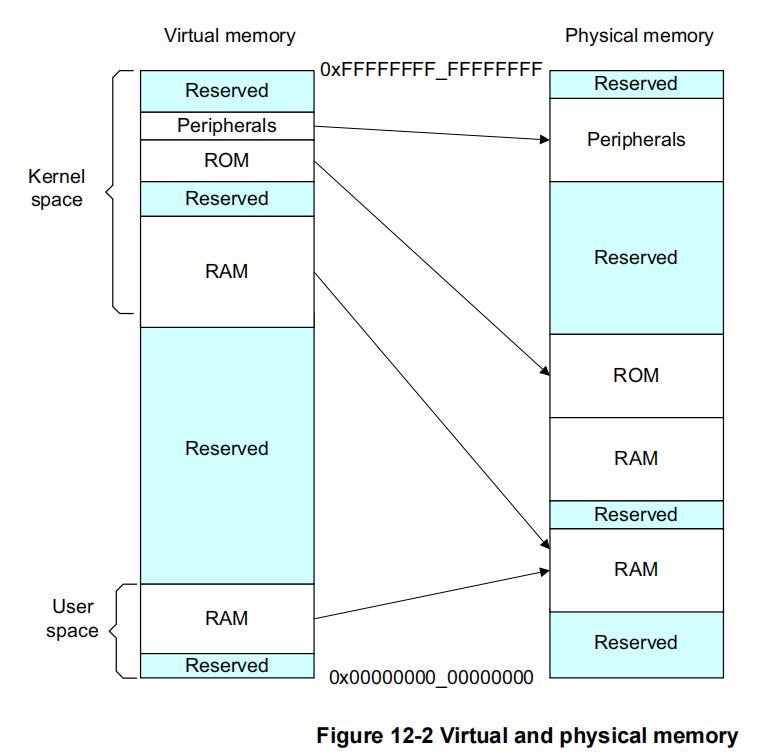 Virtual memory
Physical memory
0xFFFFFFFF_FFFFFFFF
Kernel
space
Reserved
Peripherals
ROM
Reserved
RAM
Reserved
User
space
RAM
Reserved
Reserved
Peripherals
Reserved
ROM
RAM
Reserved
RAM
Reserved
0x00000000_00000000
Figure 12-2 Virtual and physical memory